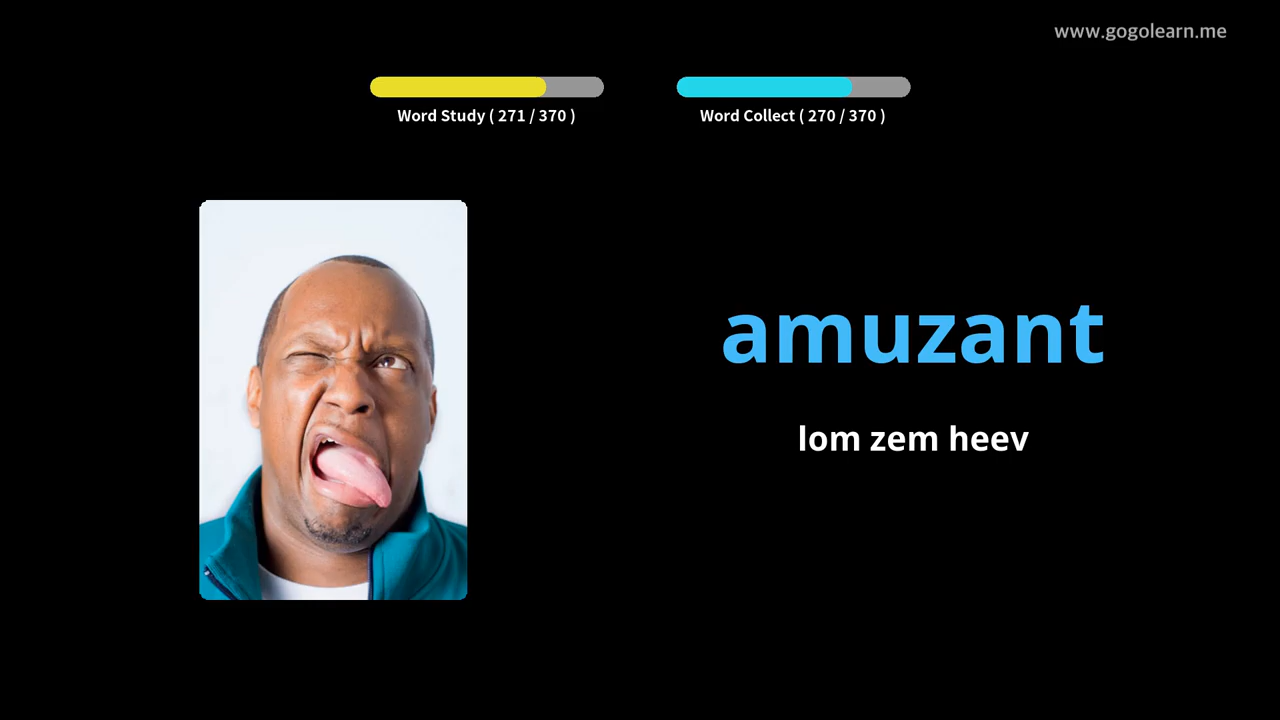 www.gogolearn.me
Word Study ( 271 / 370 )
Word Collect ( 270 / 370 )
amuzant
lom zem heev